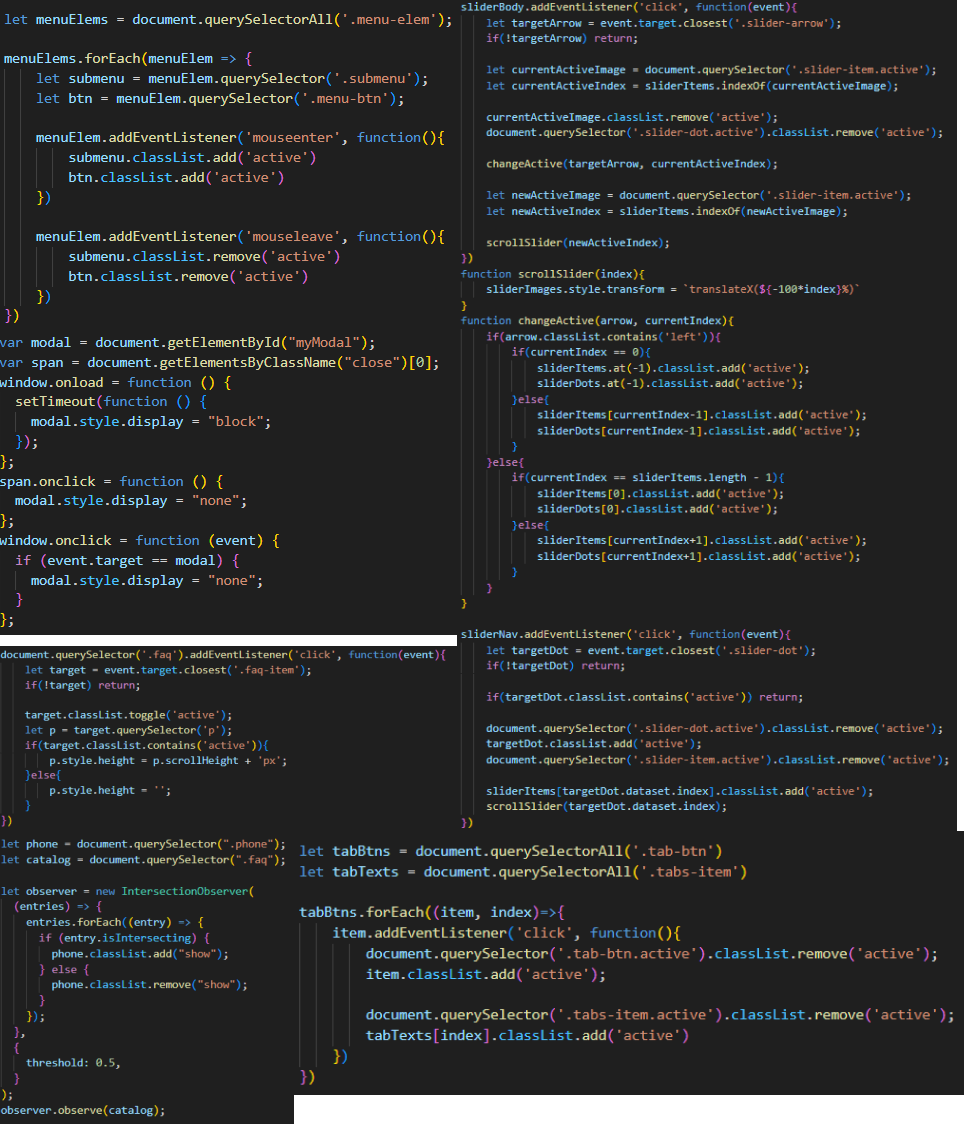 let menuElems = document.querySelectorAll('.menu-elem');
menuElems.forEach(menuElem => {
let submenu = menuElem.querySelector('.submenu');
let btn = menuElem.querySelector('.menu-btn');
menuElem.addEventListener('mouseenter', function(){
submenu.classList.add('active')
btn.classList.add('active')
})
menuElem.addEventListener('mouseleave', function(){
submenu.classList.remove('active')
btn.classList.remove('active')
})
})
var modal = document.getElementById("myModal");
var span = document.getElementsByClassName("close")[0];
window.onload = function () {
setTimeout(function () {
modal.style.display = "block";
});
};
span.onclick = function () {
modal.style.display = "none";
};
window.onclick = function (event) {
if (event.target == modal) {
modal.style.display = "none";
}
};
document.querySelector('.faq').addEventListener('click', function(event){
let target = event.target.closest('.faq-item');
if(!target) return;
target.classList.toggle('active');
let p = target.querySelector('p');
if(target.classList.contains('active')){
p.style.height = p.scrollHeight + 'px';
}else{
p.style.height = '';
}
})
let phone = document.querySelector(".phone");
let catalog = document.querySelector(".faq");
let observer = new IntersectionObserver(
(entries) => {
entries.forEach((entry) => {
if (entry.isIntersecting) {
phone.classList.add("show");
} else {
phone.classList.remove("show");
}
});
},
{
threshold: 0.5,
}
);
observer.observe(catalog);
sliderBody.addEventListener('click', function(event){
let targetArrow = event.target.closest('.slider-arrow');
if(!targetArrow) return;
let currentActiveImage = document.querySelector('.slider-item.active');
let currentActiveIndex = sliderItems.indexOf(currentActiveImage);
currentActiveImage.classList.remove('active');
document.querySelector('.slider-dot.active').classList.remove('active');
changeActive(targetArrow, currentActiveIndex);
let newActiveImage = document.querySelector('.slider-item.active');
let newActiveIndex = sliderItems.indexOf(newActiveImage);
scrollSlider(newActiveIndex);
})
function scrollSlider(index){
sliderImages.style.transform = `translateX(${-100*index}%)`
}
function changeActive(arrow, currentIndex){
if(arrow.classList.contains('left')){
if(currentIndex == 0){
sliderItems.at(-1).classList.add('active');
sliderDots.at(-1).classList.add('active');
}else{
sliderItems[currentIndex-1].classList.add('active');
sliderDots[currentIndex-1].classList.add('active');
}
}else{
if(currentIndex == sliderItems.length - 1){
sliderItems[0].classList.add('active');
sliderDots[0].classList.add('active');
}else{
sliderItems[currentIndex+1].classList.add('active');
sliderDots[currentIndex+1].classList.add('active');
}
}
}
sliderNav.addEventListener('click', function(event){
let targetDot = event.target.closest('.slider-dot');
if(!targetDot) return;
if(targetDot.classList.contains('active')) return;
document.querySelector('.slider-dot.active').classList.remove('active');
targetDot.classList.add('active');
document.querySelector('.slider-item.active').classList.remove('active');
sliderItems[targetDot.dataset.index].classList.add('active');
scrollSlider(targetDot.dataset.index);
})
let tabBtns = document.querySelectorAll('.tab-btn')
let tabTexts = document.querySelectorAll('.tabs-item')
tabBtns.forEach((item, index)=>{
item.addEventListener('click', function(){
document.querySelector('.tab-btn.active').classList.remove('active');
item.classList.add('active');
document.querySelector('.tabs-item.active').classList.remove('active');
tabTexts[index].classList.add('active')
})
})